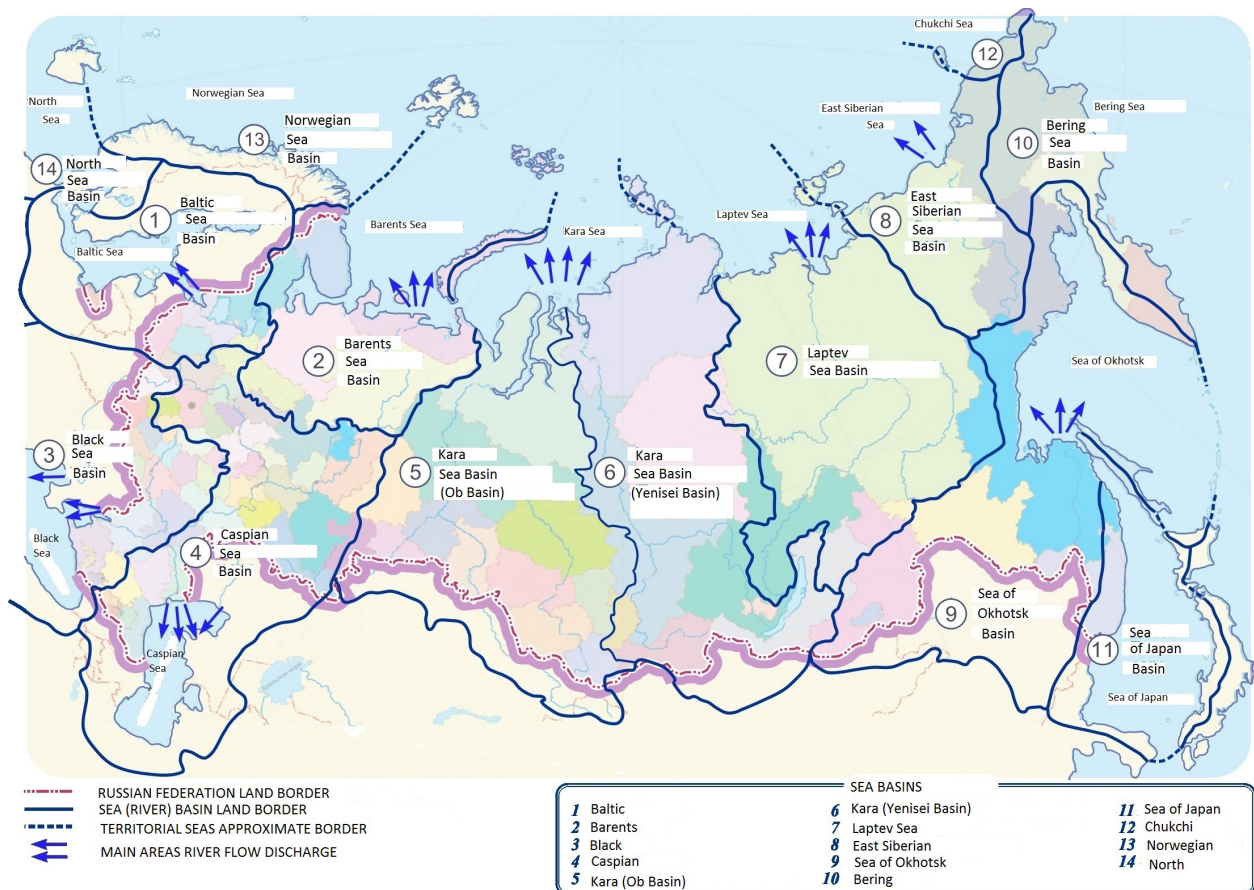 Chukchi Sea
12
North
Sea
Norwegian Sea
East Siberian
Sea
Bering Sea
13
Norwegian
Sea
Basin
10
Bering
Sea
Basin
14
North
Sea
Basin
1
Baltic
Sea
Basin
Baltic Sea
Barents Sea
Kara Sea
Laptev Sea
8
East
Siberian
Sea
Basin
2
Barents
Sea
Basin
7
Laptev
Sea Basin
Sea of Okhotsk
3
Black
Sea
Basin
5
Kara
Sea Basin
(Ob Basin)
6
Kara
Sea Basin
(Yenisei Basin)
Black
Sea
4
Caspian
Sea
Basin
Caspian
Sea
9
Sea of
Okhotsk
Basin
11
Sea
of Japan
Basin
Sea of Japan
RUSSIAN FEDERATION LAND BORDER
SEA (RIVER) BASIN LAND BORDER
TERRITORIAL SEAS APPROXIMATE BORDER
MAIN AREAS RIVER FLOW DISCHARGE
SEA BASINS
1 Baltic
2 Barents
3 Black
4 Caspian
5 Kara (Ob Basin)
6 Kara (Yenisei Basin)
7 Laptev Sea
8 East Siberian
9 Sea of Okhotsk
10 Bering
11 Sea of Japan
12 Chukchi
13 Norwegian
14 North